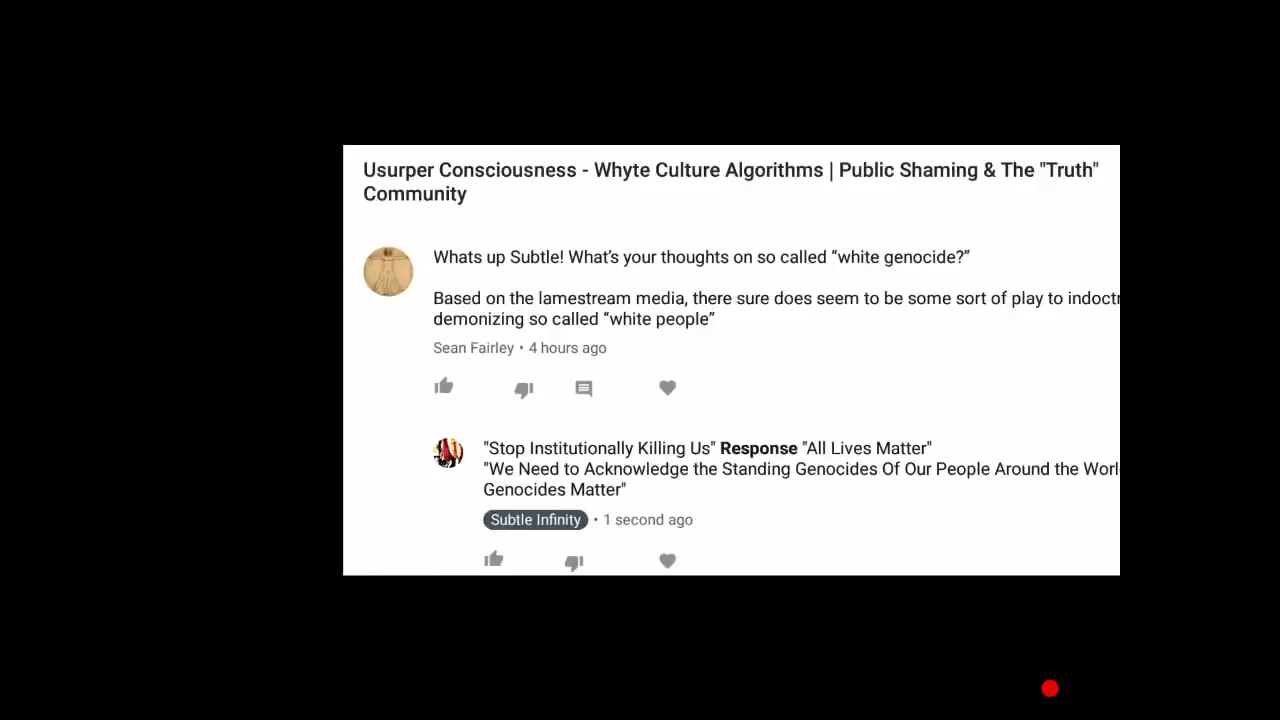 Usurper Consciousness - Whyte Culture Algorithms | Public Shaming & The "Truth"
Community
Whats up Subtle! What's your thoughts on so called “white genocide?”
Based on the lamestream media, there sure does seem to be some sort of play to indoctr
demonizing so called “white people”
Sean Fairley • 4 hours ago
"Stop Institutionally Killing Us" Response "All Lives Matter"
"We Need to Acknowledge the Standing Genocides Of Our People Around the Worl
Genocides Matter"
Subtle Infinity • 1 second ago